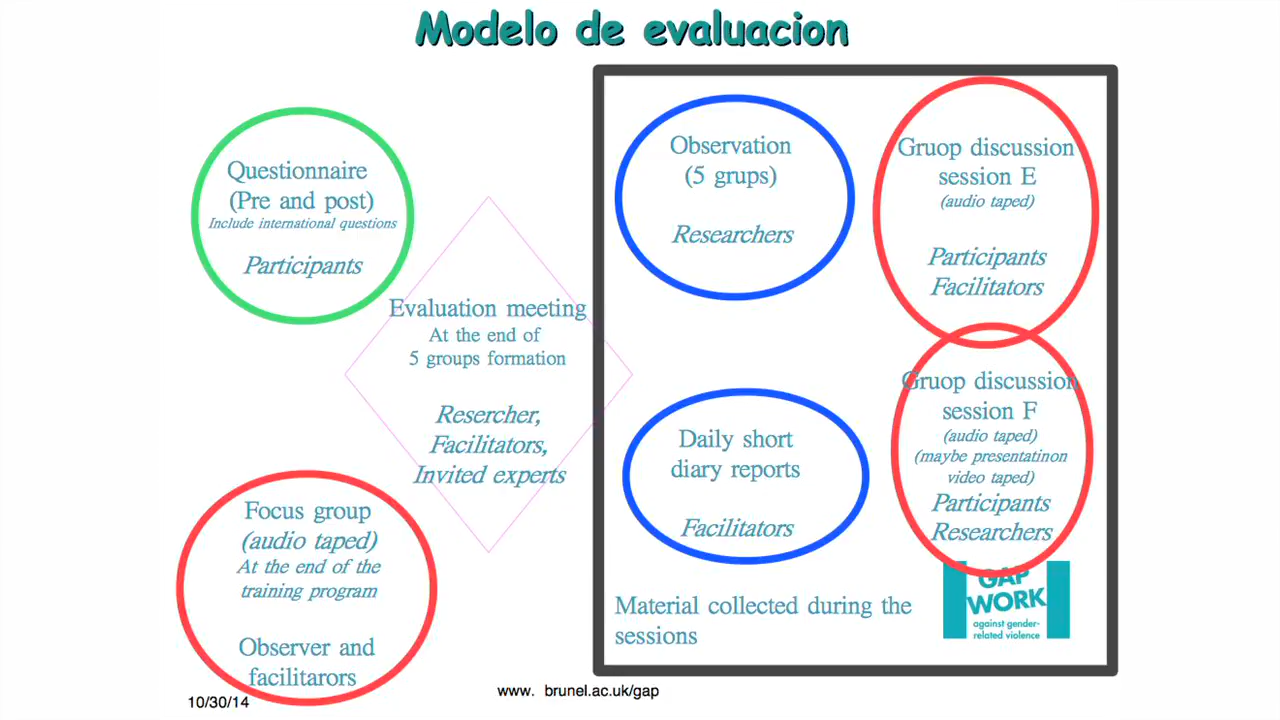 Modelo de evaluacion
Questionnaire
(Pre and post)
Include international questions
Participants
Evaluation meeting
At the end of
5 groups formation
Resercher,
Facilitators,
Invited experts
Focus group
(audio taped)
At the end of the
training program
Observer and
facilitarors
Observation
(5 grups)
Researchers
Gruop discussion
session E
(audio taped)
Participants
Facilitators
Daily short
diary reports
Facilitators
Gruop discussion
session F
(audio taped)
(maybe presentatinon
video taped)
Participants
Researchers
Material collected during the
sessions
GAP
WORK
against gender-
related violence
10/30/14
www. brunel.ac.uk/gap